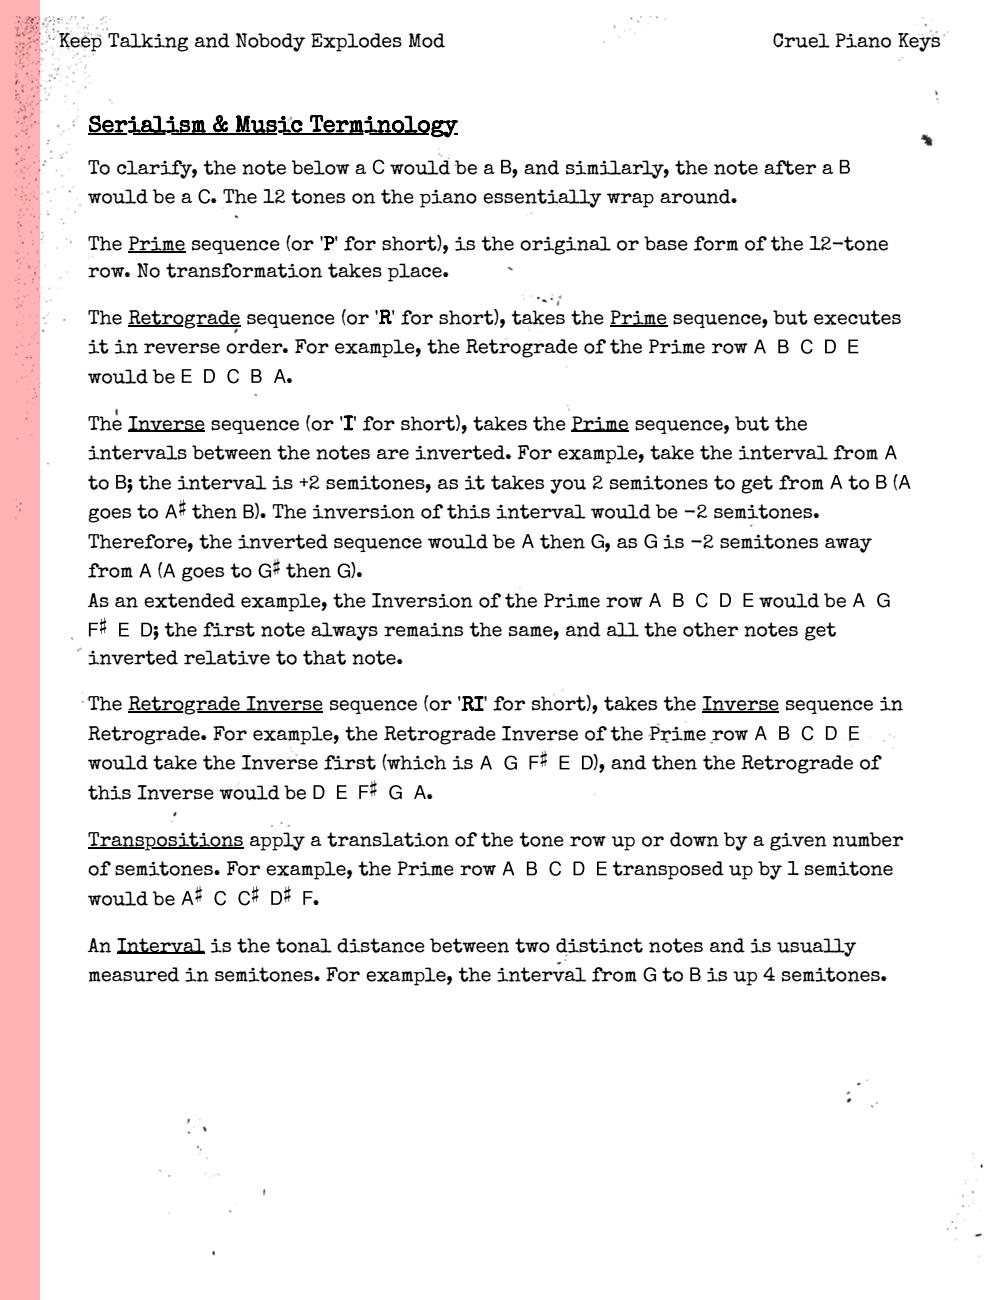 Keep Talking and Nobody Explodes Mod
Cruel Piano Keys
Serialism & Music Terminology
To clarify, the note below a C would be a B, and similarly, the note after a B
would be a C. The 12 tones on the piano essentially wrap around.
The Prime sequence (or 'P' for short), is the original or base form of the 12-tone
row. No transformation takes place.
The Retrograde sequence (or 'R' for short), takes the Prime sequence, but executes
it in reverse order. For example, the Retrograde of the Prime row A B C D E
would be E D C B A.
The Inverse sequence (or 'I' for short), takes the Prime sequence, but the
intervals between the notes are inverted. For example, take the interval from A
to B; the interval is +2 semitones, as it takes you 2 semitones to get from A to B (A
goes to A♯ then B). The inversion of this interval would be -2 semitones.
Therefore, the inverted sequence would be A then G, as G is -2 semitones away
from A (A goes to G♯ then G).
As an extended example, the Inversion of the Prime row A B C D E would be A G
F♯ E D; the first note always remains the same, and all the other notes get
inverted relative to that note.
The Retrograde Inverse sequence (or 'RI' for short), takes the Inverse sequence in
Retrograde. For example, the Retrograde Inverse of the Prime row A B C D E
would take the Inverse first (which is A G F♯ E D), and then the Retrograde of
this Inverse would be D E F♯ G A.
Transpositions apply a translation of the tone row up or down by a given number
of semitones. For example, the Prime row A B C D E transposed up by 1 semitone
would be A♯ C C♯ D♯ F.
An Interval is the tonal distance between two distinct notes and is usually
measured in semitones. For example, the interval from G to B is up 4 semitones.